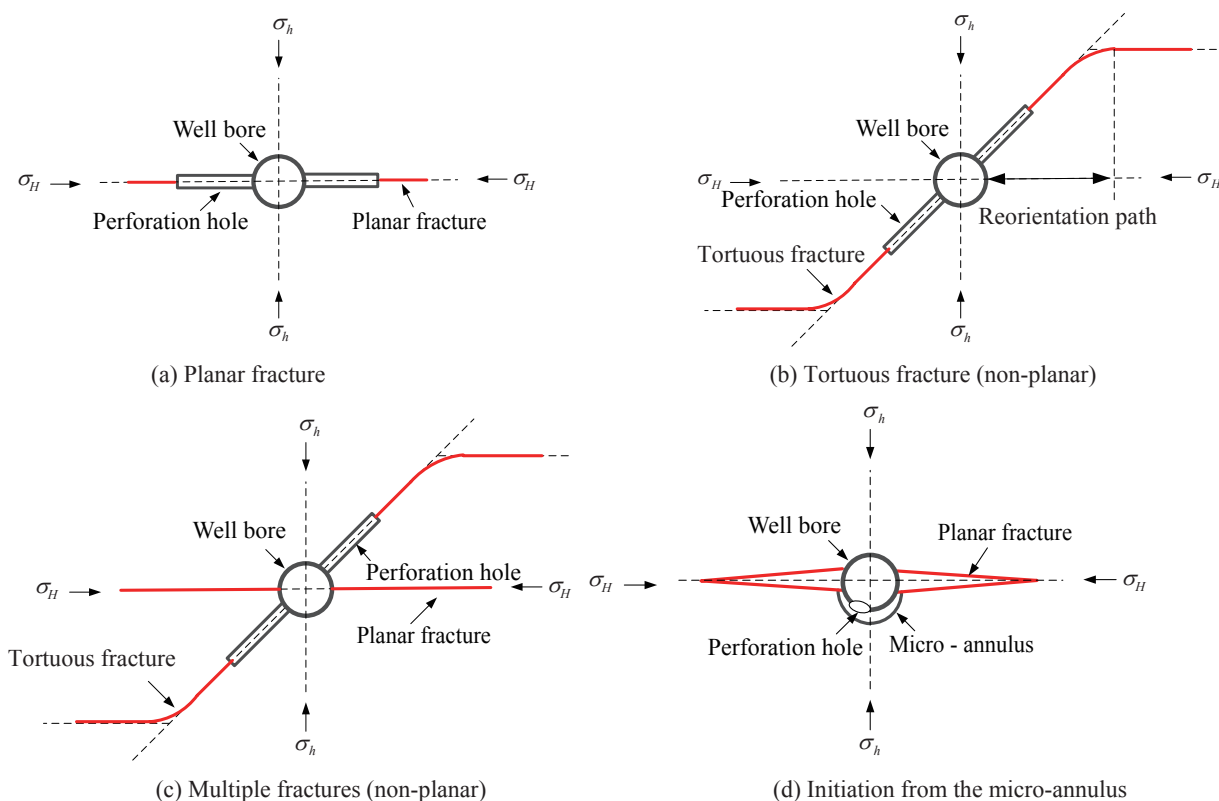 σh
Well bore
σH
σH
Perforation hole
Planar fracture
σh
(a) Planar fracture
σh
Well bore
σH
σH
Perforation hole
Reorientation path
Tortuous fracture
σh
(b) Tortuous fracture (non-planar)
σh
Well bore
Perforation hole
σH
σH
Planar fracture
Tortuous fracture
σh
(c) Multiple fractures (non-planar)
σh
Well bore
Planar fracture
σH
σH
Perforation hole
Micro - annulus
σh
(d) Initiation from the micro-annulus